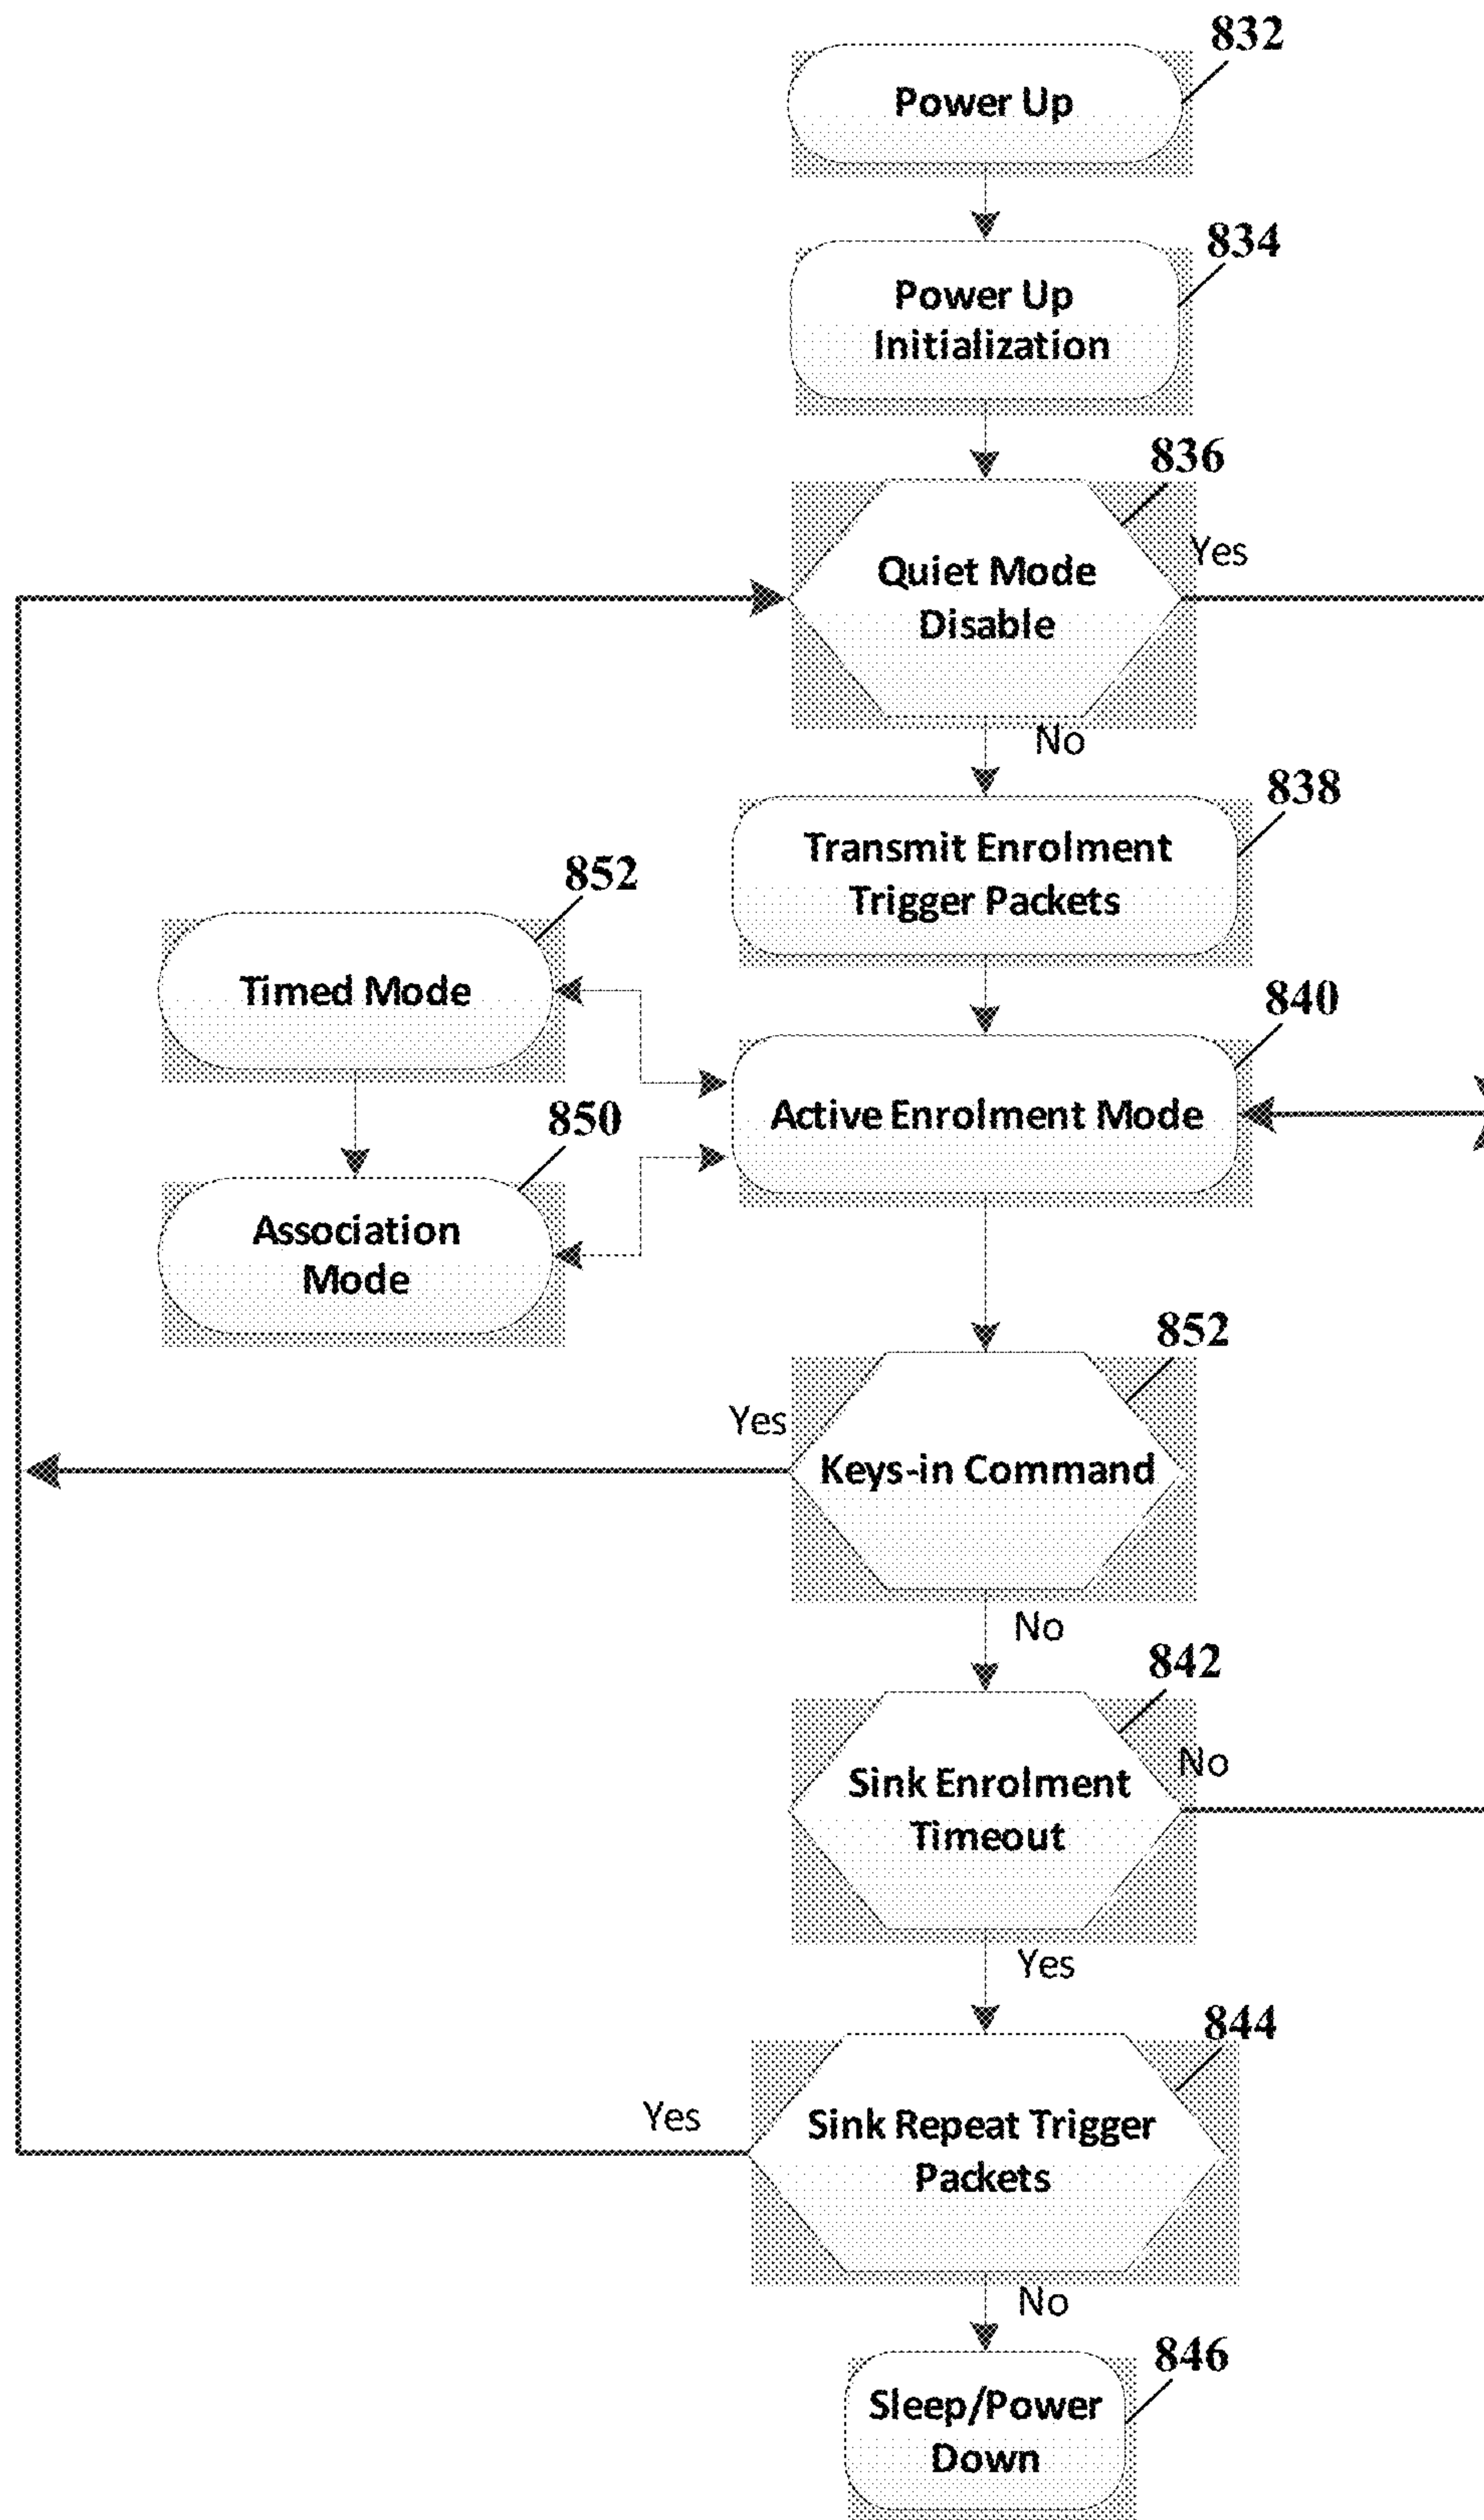 832
Power Up
834
Power Up
Initialization
836
Quiet Mode
Disable
Yes
No
838
Transmit Enrolment
Trigger Packets
852
Timed Mode
840
Active Enrolment Mode
850
Association
Mode
852
Yes
Keys-in Command
No
842
Sink Enrolment
Timeout
No
Yes
844
Yes
Sink Repeat Trigger
Packets
No
846
Sleep/Power
Down